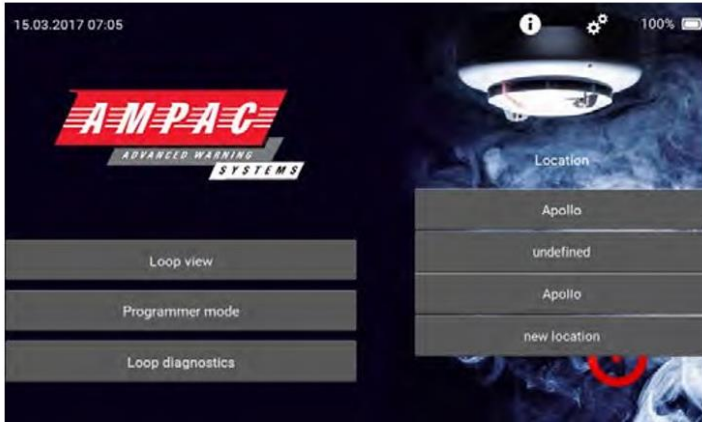 15.03.2017 07:05
100%
AMPAC
ADVANCED WARNING
SYSTEMS
Location
Apollo
undefined
Apollo
new location
Loop view
Programmer mode
Loop diagnostics